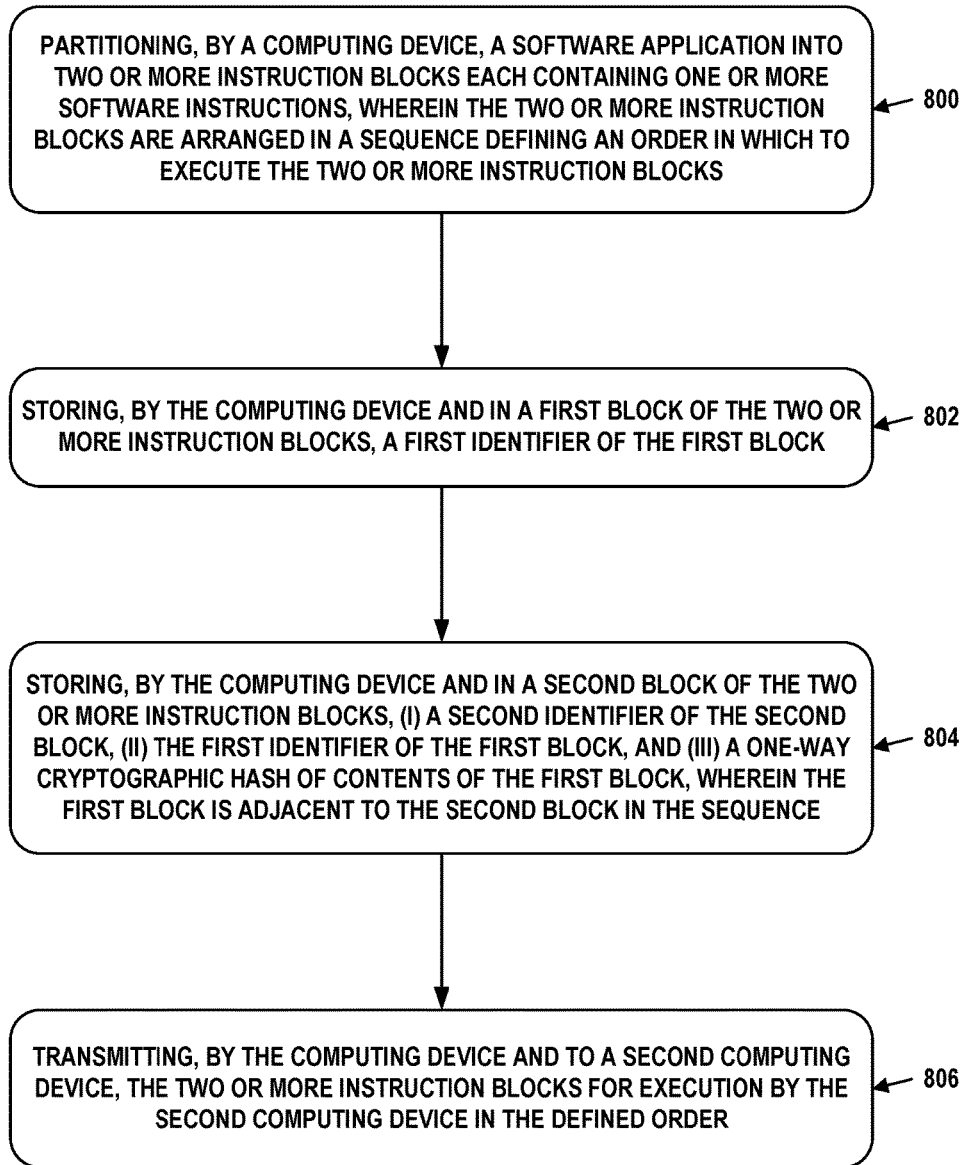 PARTITIONING, BY A COMPUTING DEVICE, A SOFTWARE APPLICATION INTO
TWO OR MORE INSTRUCTION BLOCKS EACH CONTAINING ONE OR MORE
SOFTWARE INSTRUCTIONS, WHEREIN THE TWO OR MORE INSTRUCTION
BLOCKS ARE ARRANGED IN A SEQUENCE DEFINING AN ORDER IN WHICH TO
EXECUTE THE TWO OR MORE INSTRUCTION BLOCKS
800
STORING, BY THE COMPUTING DEVICE AND IN A FIRST BLOCK OF THE TWO OR
MORE INSTRUCTION BLOCKS, A FIRST IDENTIFIER OF THE FIRST BLOCK
802
STORING, BY THE COMPUTING DEVICE AND IN A SECOND BLOCK OF THE TWO
OR MORE INSTRUCTION BLOCKS, (I) A SECOND IDENTIFIER OF THE SECOND
BLOCK, (II) THE FIRST IDENTIFIER OF THE FIRST BLOCK, AND (III) A ONE-WAY
CRYPTOGRAPHIC HASH OF CONTENTS OF THE FIRST BLOCK, WHEREIN THE
FIRST BLOCK IS ADJACENT TO THE SECOND BLOCK IN THE SEQUENCE
804
TRANSMITTING, BY THE COMPUTING DEVICE AND TO A SECOND COMPUTING
DEVICE, THE TWO OR MORE INSTRUCTION BLOCKS FOR EXECUTION BY THE
SECOND COMPUTING DEVICE IN THE DEFINED ORDER
806